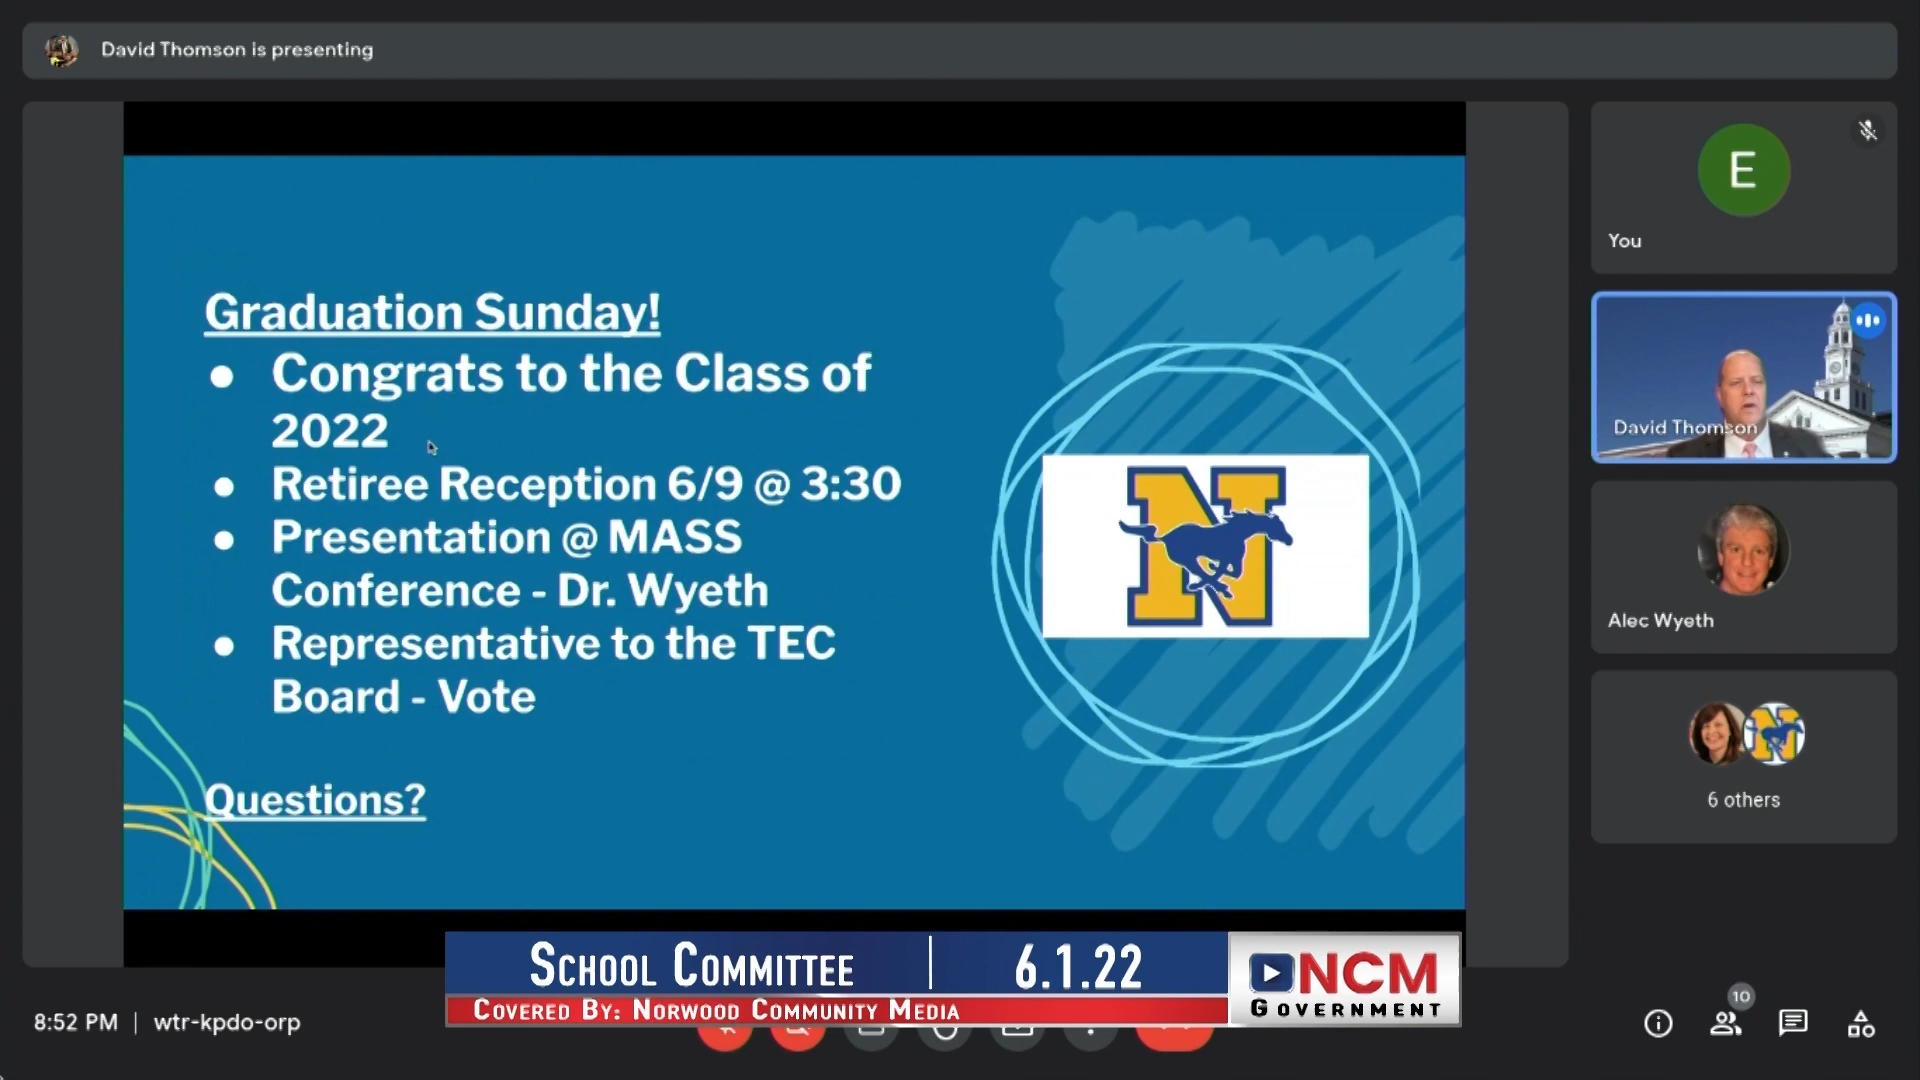 David Thomson is presenting
E
You
David Thomson
Alec Wyeth
6 others
Graduation Sunday!
● Congrats to the Class of
2022
● Retiree Reception 6/9 @ 3:30
● Presentation @ MASS
Conference - Dr. Wyeth
● Representative to the TEC
Board - Vote
Questions?
N
N
SCHOOL COMMITTEE | 6.1.22
COVERED BY: NORWOOD COMMUNITY MEDIA
NCM
GOVERNMENT
8:52 PM | wtr-kpdo-orp
10